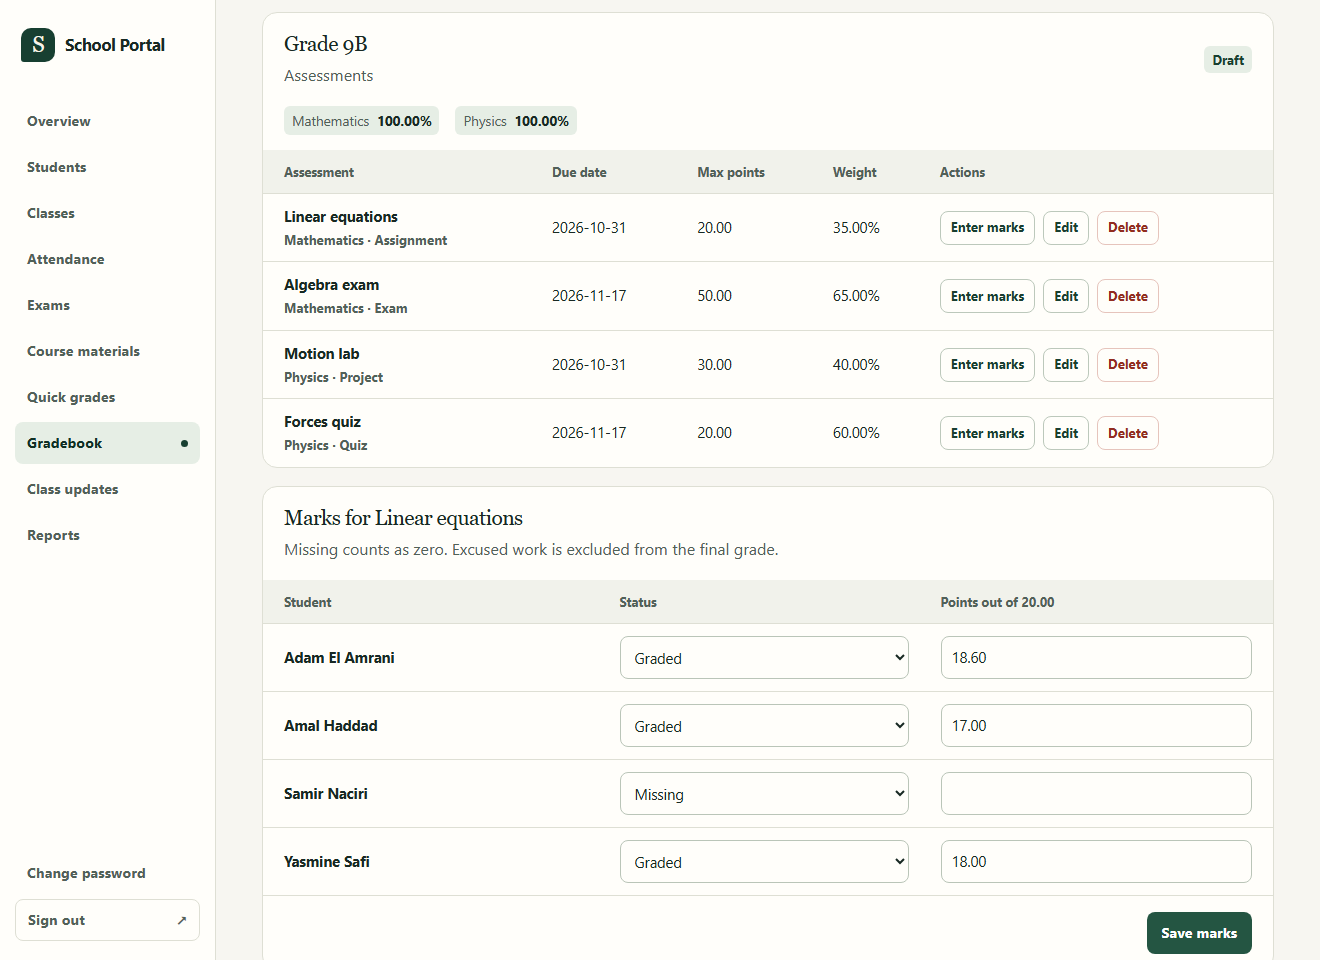 S School Portal
Overview
Students
Classes
Attendance
Exams
Course materials
Quick grades
Gradebook
Class updates
Reports
Change password
Sign out ↗
Grade 9B
Assessments
Draft
Mathematics 100.00% Physics 100.00%
Assessment Due date Max points Weight Actions
Linear equations
Mathematics · Assignment
2026-10-31 20.00 35.00% Enter marks Edit Delete
Algebra exam
Mathematics · Exam
2026-11-17 50.00 65.00% Enter marks Edit Delete
Motion lab
Physics · Project
2026-10-31 30.00 40.00% Enter marks Edit Delete
Forces quiz
Physics · Quiz
2026-11-17 20.00 60.00% Enter marks Edit Delete
Marks for Linear equations
Missing counts as zero. Excused work is excluded from the final grade.
Student Status Points out of 20.00
Adam El Amrani Graded 18.60
Amal Haddad Graded 17.00
Samir Naciri Missing
Yasmine Safi Graded 18.00
Save marks